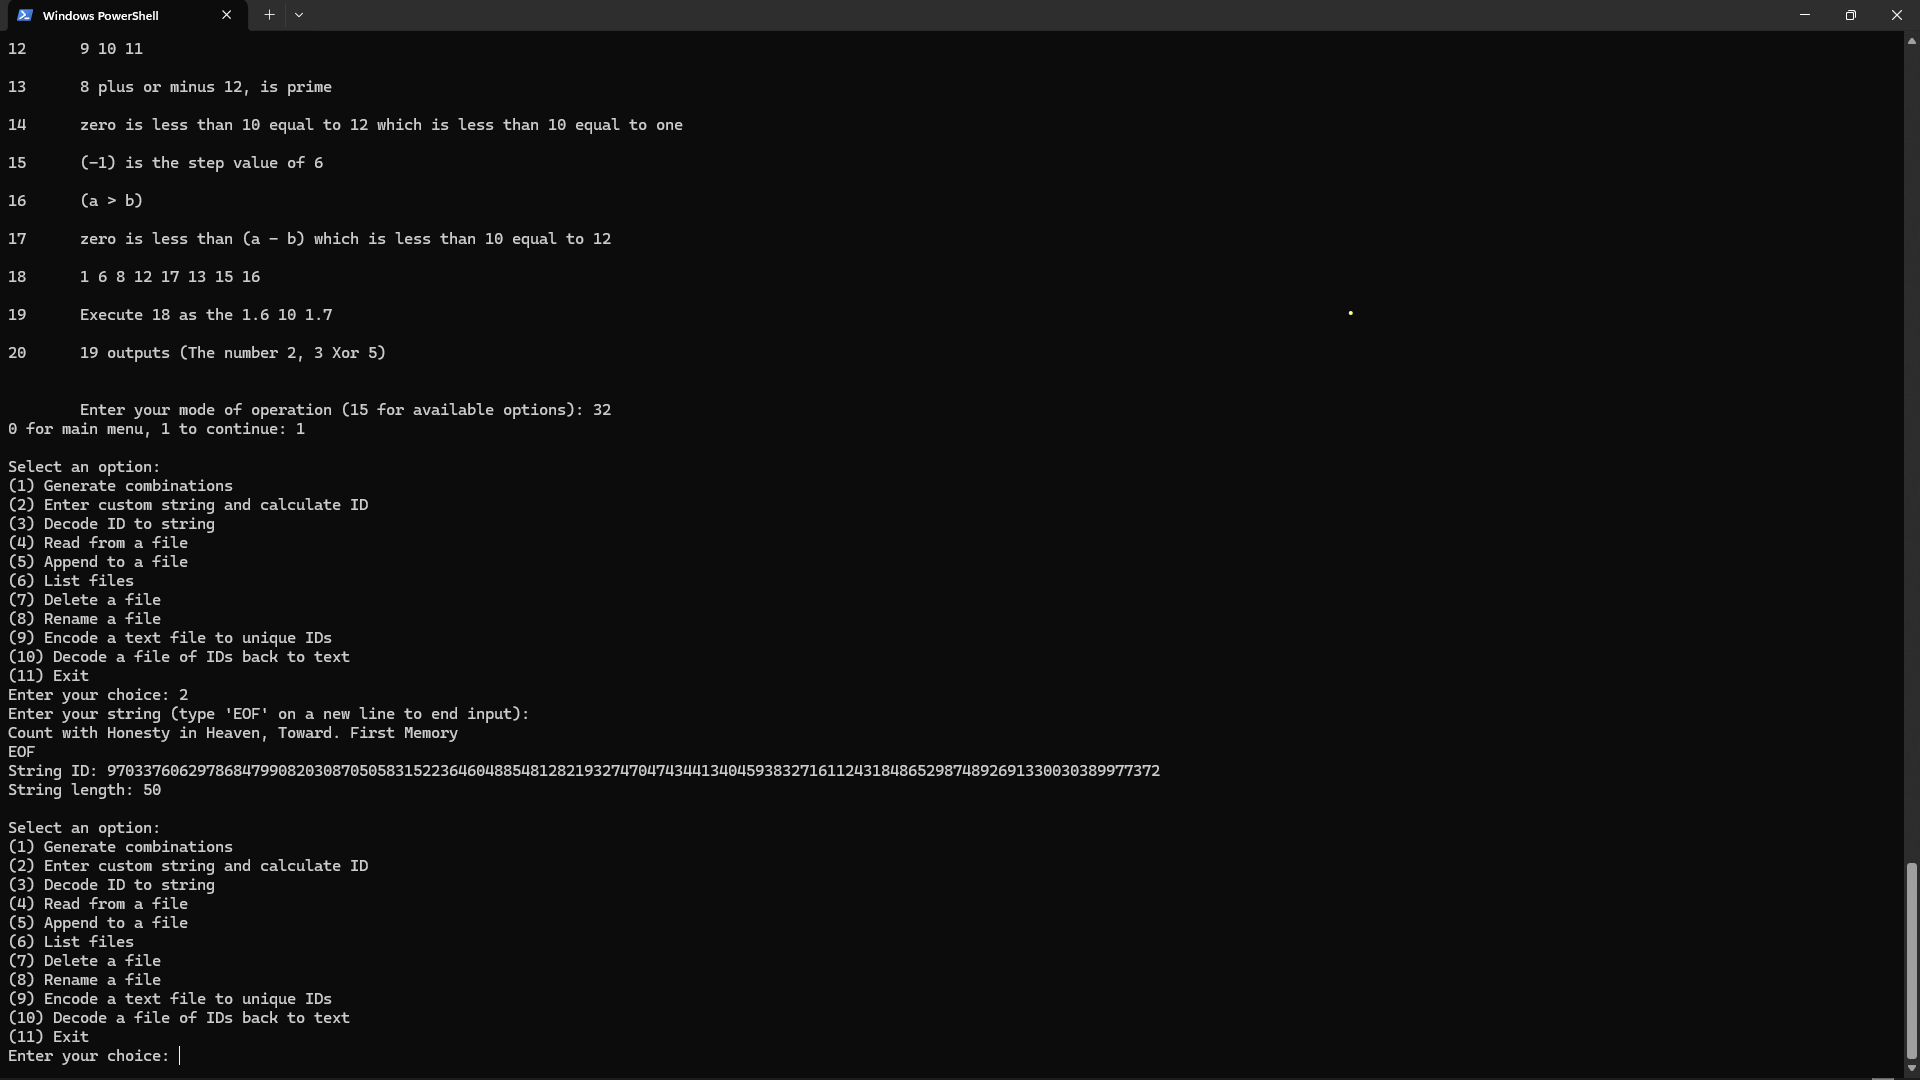 Windows PowerShell
12 9 10 11
13 8 plus or minus 12, is prime
14 zero is less than 10 equal to 12 which is less than 10 equal to one
15 (-1) is the step value of 6
16 (a > b)
17 zero is less than (a - b) which is less than 10 equal to 12
18 1 6 8 12 17 13 15 16
19 Execute 18 as the 1.6 10 1.7
20 19 outputs (The number 2, 3 Xor 5)
Enter your mode of operation (15 for available options): 32
0 for main menu, 1 to continue: 1
Select an option:
(1) Generate combinations
(2) Enter custom string and calculate ID
(3) Decode ID to string
(4) Read from a file
(5) Append to a file
(6) List files
(7) Delete a file
(8) Rename a file
(9) Encode a text file to unique IDs
(10) Decode a file of IDs back to text
(11) Exit
Enter your choice: 2
Enter your string (type 'EOF' on a new line to end input):
Count with Honesty in Heaven, Toward. First Memory
EOF
String ID: 970337606297868479908203087050583152236460488548128219327470474344134045938327161124318486529874892691330030389977372
String length: 50
Select an option:
(1) Generate combinations
(2) Enter custom string and calculate ID
(3) Decode ID to string
(4) Read from a file
(5) Append to a file
(6) List files
(7) Delete a file
(8) Rename a file
(9) Encode a text file to unique IDs
(10) Decode a file of IDs back to text
(11) Exit
Enter your choice: